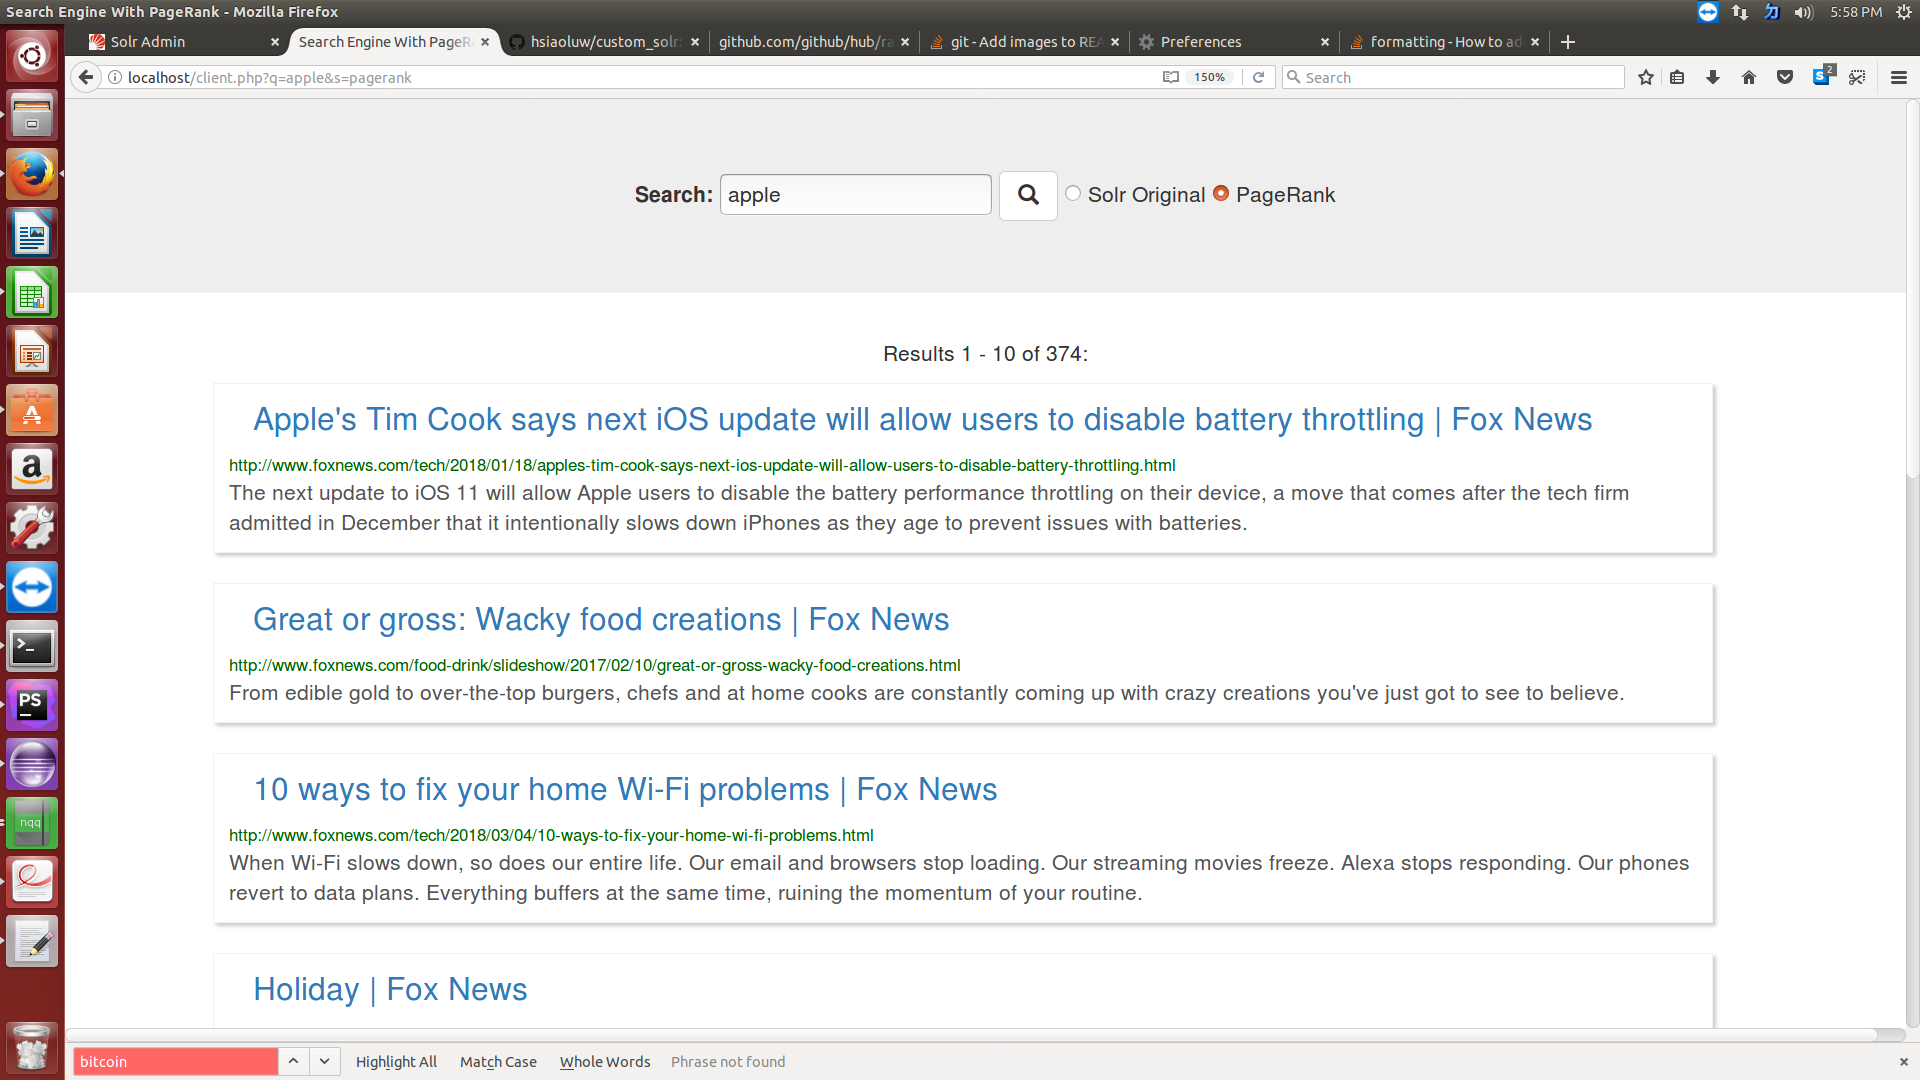 Search Engine With PageRank - Mozilla Firefox
5:58 PM
Solr Admin
Search Engine With PageR
hsiaoluw/custom_solr
github.com/github/hub/ra
git - Add images to REA
Preferences
formatting - How to ad
localhost/client.php?q=apple&s=pagerank
150%
Search
2
Search: apple
Solr Original
PageRank
Results 1 - 10 of 374:
Apple's Tim Cook says next iOS update will allow users to disable battery throttling | Fox News
http://www.foxnews.com/tech/2018/01/18/apples-tim-cook-says-next-ios-update-will-allow-users-to-disable-battery-throttling.html
The next update to iOS 11 will allow Apple users to disable the battery performance throttling on their device, a move that comes after the tech firm
admitted in December that it intentionally slows down iPhones as they age to prevent issues with batteries.
Great or gross: Wacky food creations | Fox News
http://www.foxnews.com/food-drink/slideshow/2017/02/10/great-or-gross-wacky-food-creations.html
From edible gold to over-the-top burgers, chefs and at home cooks are constantly coming up with crazy creations you've just got to see to believe.
10 ways to fix your home Wi-Fi problems | Fox News
http://www.foxnews.com/tech/2018/03/04/10-ways-to-fix-your-home-wi-fi-problems.html
When Wi-Fi slows down, so does our entire life. Our email and browsers stop loading. Our streaming movies freeze. Alexa stops responding. Our phones
revert to data plans. Everything buffers at the same time, ruining the momentum of your routine.
Holiday | Fox News
PS
nqq
bitcoin
Highlight All
Match Case
Whole Words
Phrase not found